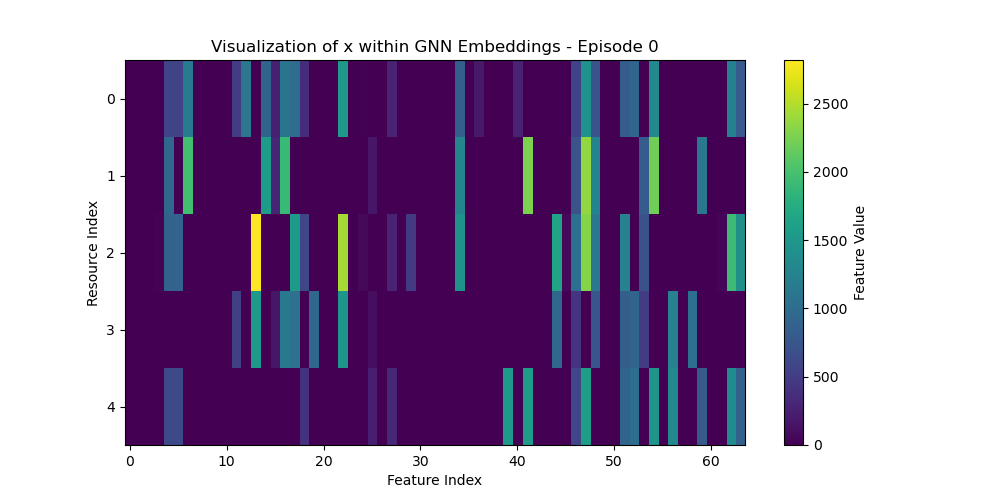 Visualization of x within GNN Embeddings - Episode 0
0
1
2
3
4
Resource Index
0 10 20 30 40 50 60
Feature Index
2500
2000
1500
1000
500
0
Feature Value